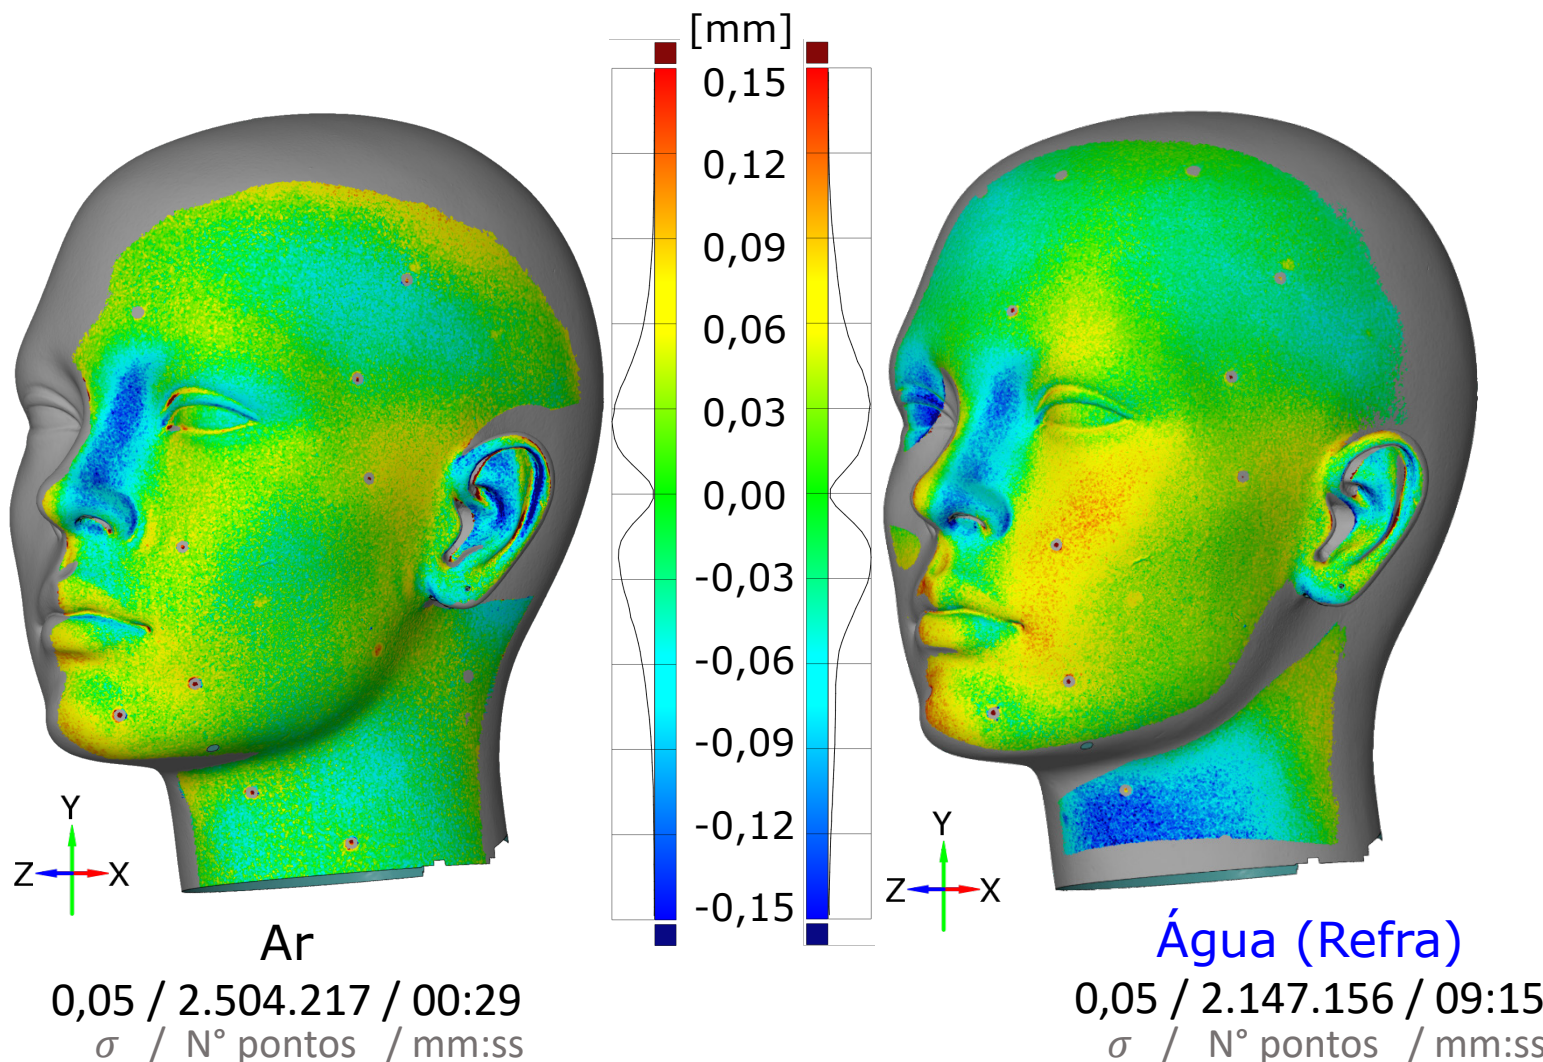 [mm]
0,15
0,12
0,09
0,06
0,03
0,00
-0,03
-0,06
-0,09
-0,12
-0,15
Y
Z X
Y
Z X
Ar
Água (Refra)
0,05 / 2.504.217 / 00:29
σ / N° pontos / mm:ss
0,05 / 2.147.156 / 09:15
σ / N° pontos / mm:ss